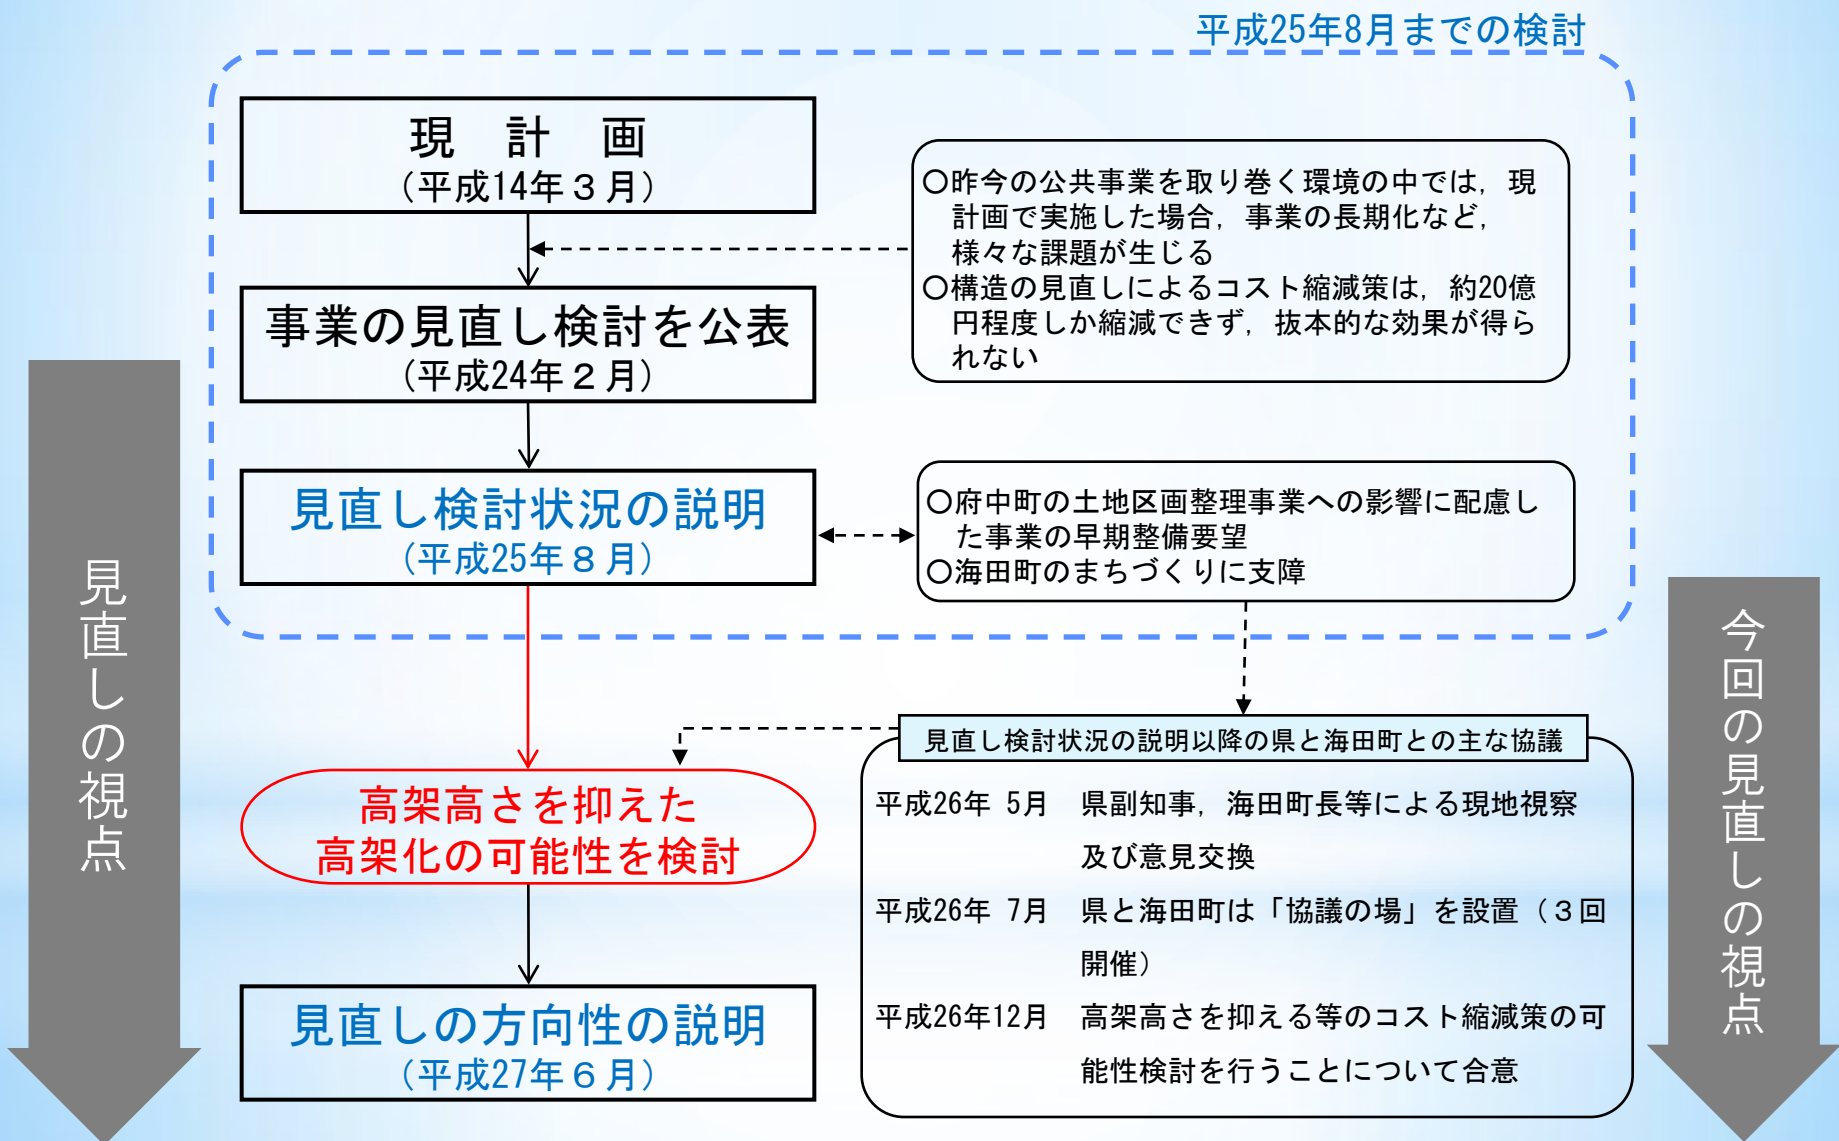 平成25年8月までの検討
現　計　画
（平成14年３月）
〇昨今の公共事業を取り巻く環境の中では，現
計画で実施した場合，事業の長期化など，
様々な課題が生じる
〇構造の見直しによるコスト縮減策は，約20億
円程度しか縮減できず，抜本的な効果が得ら
れない
事業の見直し検討を公表
（平成24年２月）
見直し検討状況の説明
（平成25年８月）
〇府中町の土地区画整理事業への影響に配慮し
た事業の早期整備要望
〇海田町のまちづくりに支障
見直しの視点
今回の見直しの視点
高架高さを抑えた
高架化の可能性を検討
見直し検討状況の説明以降の県と海田町との主な協議
平成26年 5月　県副知事，海田町長等による現地視察
及び意見交換
平成26年 7月　県と海田町は「協議の場」を設置（３回
開催）
平成26年12月　高架高さを抑える等のコスト縮減策の可
能性検討を行うことについて合意
見直しの方向性の説明
（平成27年６月）